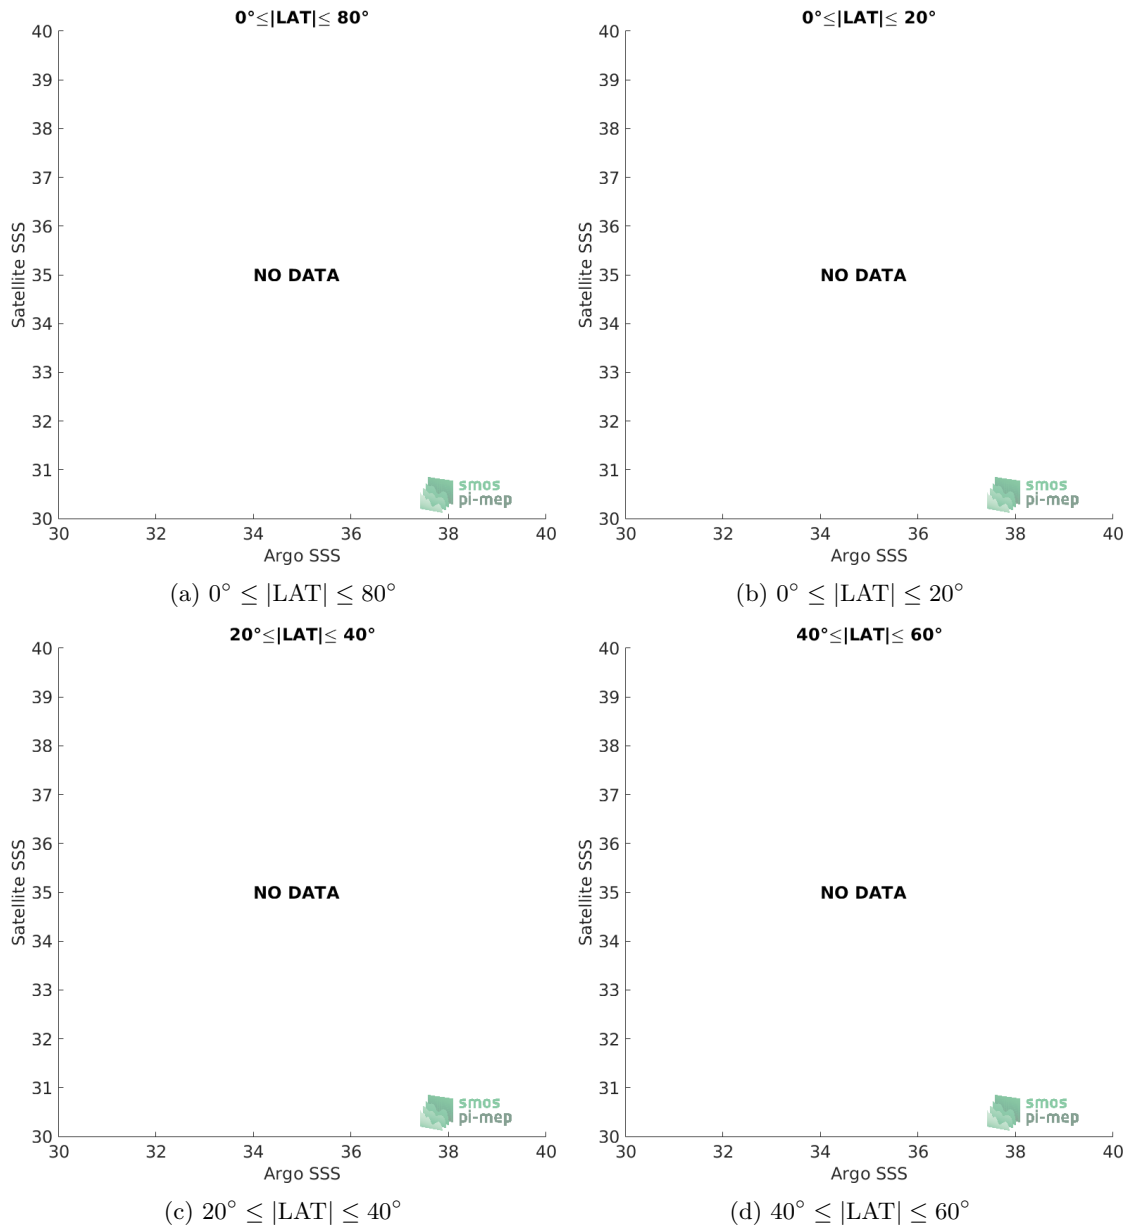 0°≤|LAT|≤ 80°
40
39
38
37
36
35
34
33
32
31
30
Satellite SSS
NO DATA
smos
pi-mep
30 32 34 36 38 40
Argo SSS
(a) 0° ≤ |LAT| ≤ 80°
0°≤|LAT|≤ 20°
40
39
38
37
36
35
34
33
32
31
30
Satellite SSS
NO DATA
smos
pi-mep
30 32 34 36 38 40
Argo SSS
(b) 0° ≤ |LAT| ≤ 20°
20°≤|LAT|≤ 40°
40
39
38
37
36
35
34
33
32
31
30
Satellite SSS
NO DATA
smos
pi-mep
30 32 34 36 38 40
Argo SSS
(c) 20° ≤ |LAT| ≤ 40°
40°≤|LAT|≤ 60°
40
39
38
37
36
35
34
33
32
31
30
Satellite SSS
NO DATA
smos
pi-mep
30 32 34 36 38 40
Argo SSS
(d) 40° ≤ |LAT| ≤ 60°